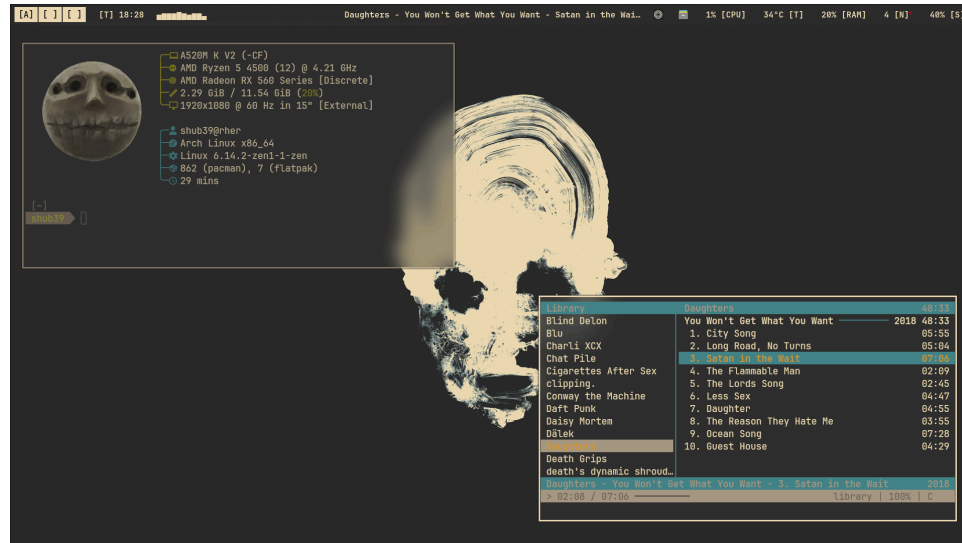 [A] [ ] [ ] [T] 18:28 Daughters - You Won't Get What You Want - Satan in the Wai… 1% [CPU] 34°C [T] 20% [RAM] 4 [N] 40% [S]
A520M K V2 (-CF)
AMD Ryzen 5 4500 (12) @ 4.21 GHz
AMD Radeon RX 560 Series [Discrete]
2.29 GiB / 11.54 GiB (20%)
1920x1080 @ 60 Hz in 15" [External]
shub39@rher
Arch Linux x86_64
Linux 6.14.2-zen1-1-zen
862 (pacman), 7 (flatpak)
29 mins
[~]
shub39
Library Daughters 48:33
Blind Delon You Won't Get What You Want 2018 48:33
Blu 1. City Song 05:55
Charli XCX 2. Long Road, No Turns 05:04
Chat Pile 3. Satan in the Wait 07:06
Cigarettes After Sex 4. The Flammable Man 02:09
clipping. 5. The Lords Song 02:45
Conway the Machine 6. Less Sex 04:47
Daft Punk 7. Daughter 04:55
Daisy Mortem 8. The Reason They Hate Me 03:55
Dälek 9. Ocean Song 07:28
Daughters 10. Guest House 04:29
Death Grips
death's dynamic shroud…
Daughters - You Won't Get What You Want - 3. Satan in the Wait 2018
> 02:08 / 07:06 library | 100% | C